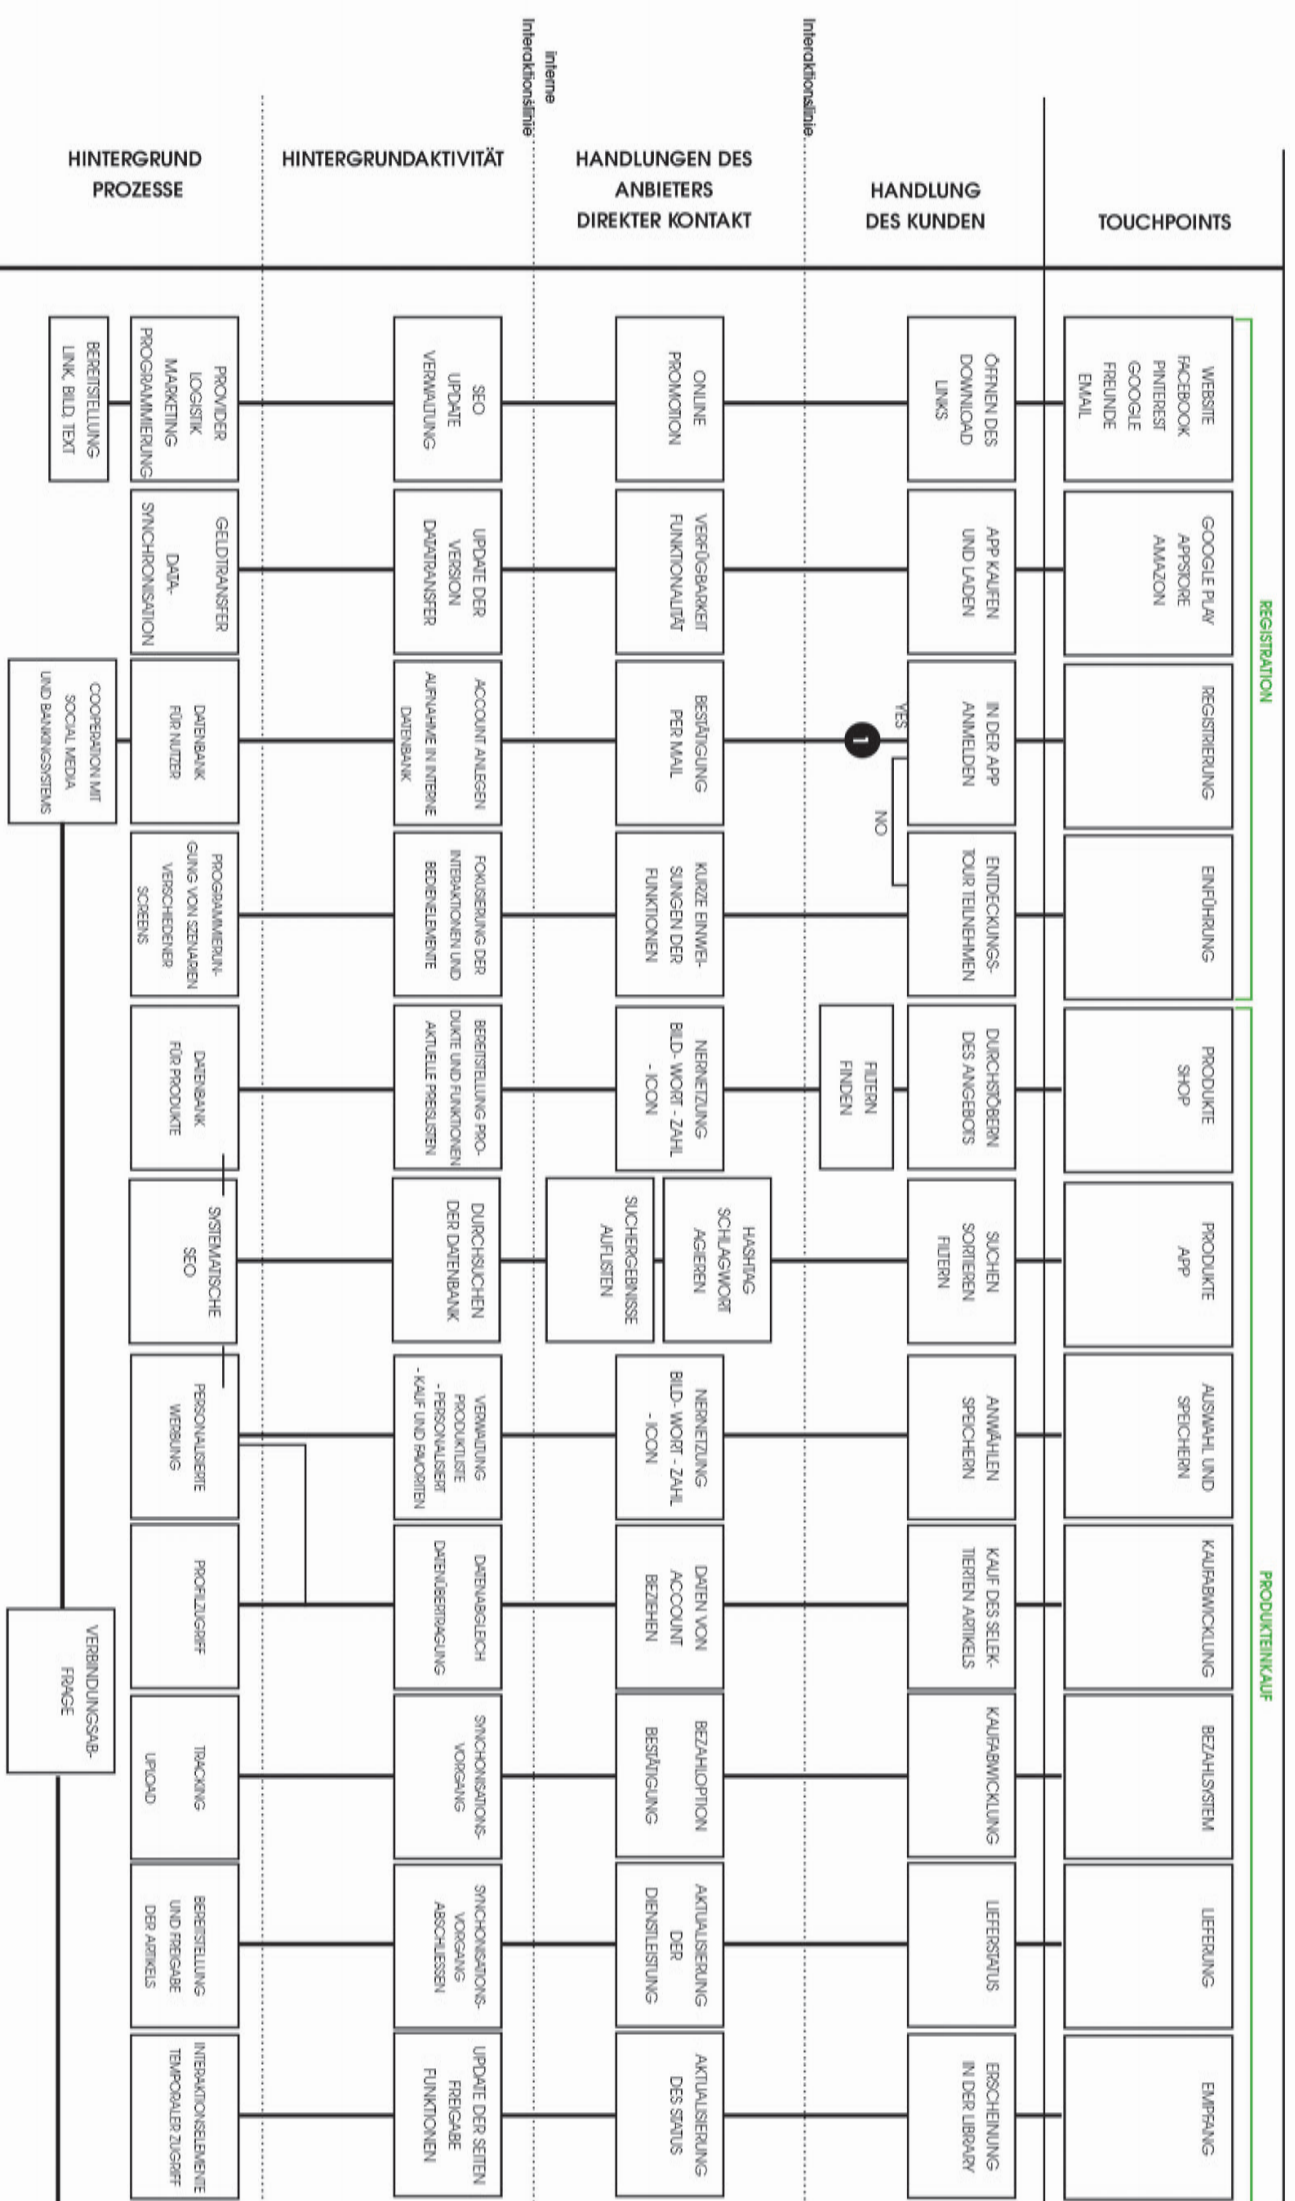 REGISTRATION
PRODUKTEINKAUF
TOUCHPOINTS
WEBSITE
FACEBOOK
PINTEREST
GOOGLE
FREUNDE
EMAIL
GOOGLE PLAY
APPSTORE
AMAZON
REGISTRIERUNG
EINFÜHRUNG
PRODUKTE
SHOP
PRODUKTE
APP
AUSWAHL UND
SPEICHERN
KAUFABWICKLUNG
BEZAHLSYSTEM
LIEFERUNG
EMPFANG
HANDLUNG
DES KUNDEN
ÖFFNEN DES
DOWNLOAD
LINKS
APP KAUFEN
UND LADEN
IN DER APP
ANMELDEN
ENTDECKUNGS-
TOUR TEILNEHMEN
DURCHSTÖBERN
DES ANGEBOTS
SUCHEN
SORTIEREN
FILTERN
ANWÄHLEN
SPEICHERN
KAUF DES SELEK-
TIERTEN ARTIKELS
KAUFABWICKLUNG
LIEFERSTATUS
ERSCHEINUNG
IN DER LIBRARY
YES
1
NO
FILTERN
FINDEN
Interaktionslinie
HANDLUNGEN DES
ANBIETERS
DIREKTER KONTAKT
ONLINE
PROMOTION
VERFÜGBARKEIT
FUNKTIONALITÄT
BESTÄTIGUNG
PER MAIL
KURZE EINWEI-
SUNGEN DER
FUNKTIONEN
NERNETZUNG
BILD- WORT - ZAHL
- ICON
HASHTAG
SCHLAGWORT
AGIEREN
SUCHERGEBNISSE
AUFLISTEN
NERNETZUNG
BILD- WORT - ZAHL
- ICON
DATEN VON
ACCOUNT
BEZIEHEN
BEZAHLOPTION
BESTÄTIGUNG
AKTUALISIERUNG
DER
DIENSTLEISTUNG
AKTUALISIERUNG
DES STATUS
interne
Interaktionslinie
HINTERGRUNDAKTIVITÄT
SEO
UPDATE
VERWALTUNG
UPDATE DER
VERSION
DATATRANSFER
ACCOUNT ANLEGEN
AUFNAHME IN INTERNE
DATENBANK
FOKUSIERUNG DER
INTERAKTIONEN UND
BEDIENELEMENTE
BEREITSTELLUNG PRO-
DUKTE UND FUNKTIONEN
AKTUELLE PREISLISTEN
DURCHSUCHEN
DER DATENBANK
VERWALTUNG
PRODUKTLISTE
- PERSONALISIERT
- KAUF UND FAVORITEN
DATENABGLEICH
DATENÜBERTRAGUNG
SYNCHONISATIONS-
VORGANG
SYNCHONISATIONS-
VORGANG
ABSCHLIESSEN
UPDATE DER SEITEN
FREIGABE
FUNKTIONEN
HINTERGRUND
PROZESSE
PROVIDER
LOGISTIK
MARKETING
PROGRAMMIERUNG
GELDTRANSFER
DATA-
SYNCHRONISATION
DATENBANK
FÜR NUTZER
PROGRAMMIERUN-
GUNG VON SZENARIEN
VERSCHIEDENER
SCREENS
DATENBANK
FÜR PRODUKTE
SYSTEMATISCHE
SEO
PERSONALISIERTE
WERBUNG
PROFILZUGRIFF
TRACKING
UPLOAD
BEREITSTELLUNG
UND FREIGABE
DER ARTIKELS
INTERAKTIONSELEMENTE
TEMPORALER ZUGRIFF
BEREITSTELLUNG
LINK, BILD, TEXT
COOPERATION MIT
SOCIAL MEDIA
UND BANKINGSYSTEMS
VERBINDUNGSAB-
FRAGE